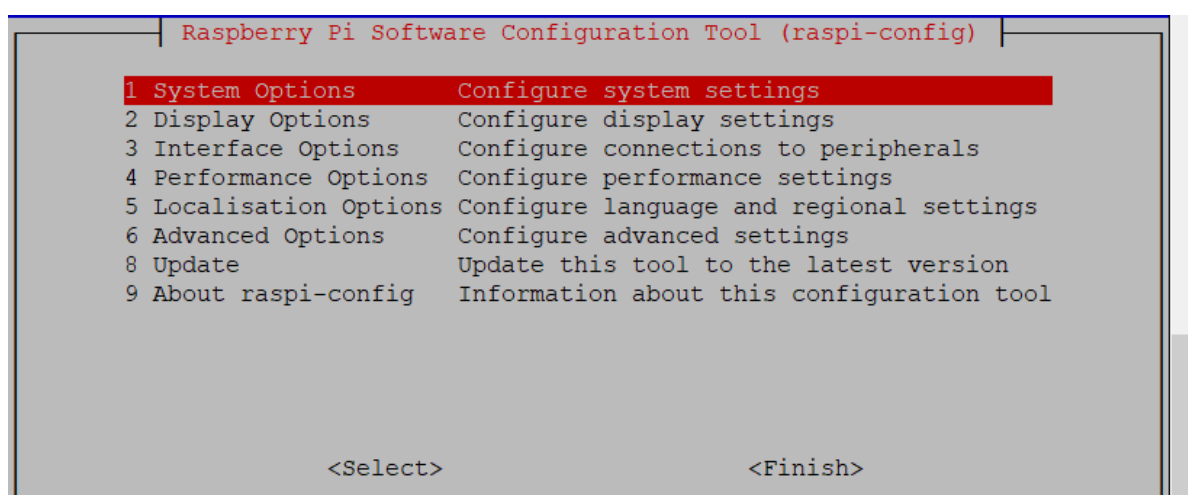 Raspberry Pi Software Configuration Tool (raspi-config)
1 System Options Configure system settings
2 Display Options Configure display settings
3 Interface Options Configure connections to peripherals
4 Performance Options Configure performance settings
5 Localisation Options Configure language and regional settings
6 Advanced Options Configure advanced settings
8 Update Update this tool to the latest version
9 About raspi-config Information about this configuration tool
<Select> <Finish>